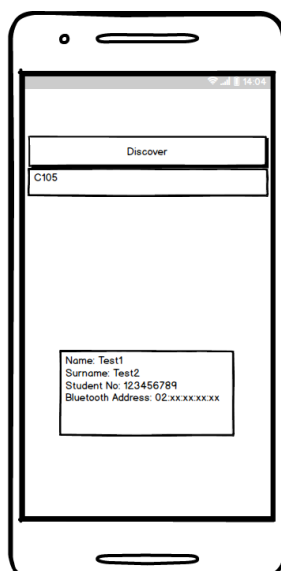 14:04
Discover
C105
Name: Test1
Surname: Test2
Student No: 123456789
Bluetooth Address: 02:xx:xx:xx:xx